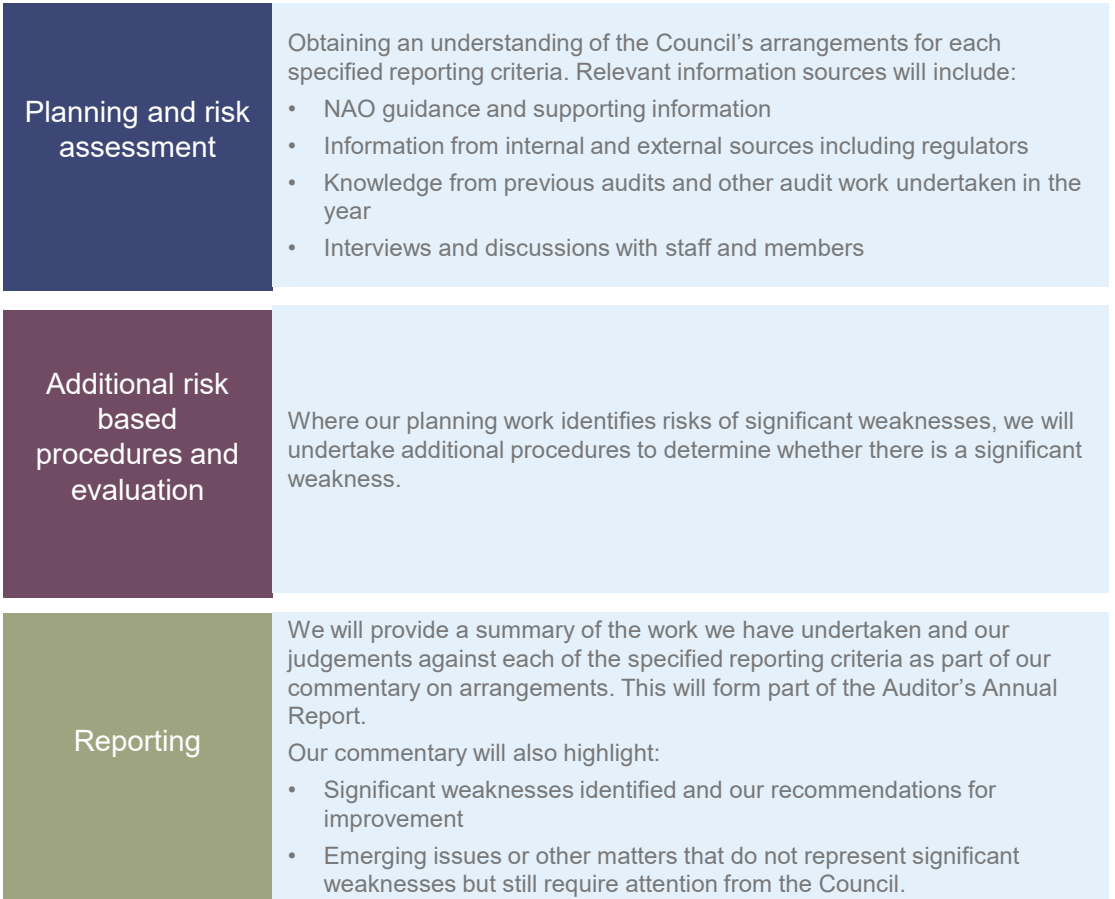 Planning and risk
assessment
Obtaining an understanding of the Council’s arrangements for each
specified reporting criteria. Relevant information sources will include:
• NAO guidance and supporting information
• Information from internal and external sources including regulators
• Knowledge from previous audits and other audit work undertaken in the
year
• Interviews and discussions with staff and members
Additional risk
based
procedures and
evaluation
Where our planning work identifies risks of significant weaknesses, we will
undertake additional procedures to determine whether there is a significant
weakness.
Reporting
We will provide a summary of the work we have undertaken and our
judgements against each of the specified reporting criteria as part of our
commentary on arrangements. This will form part of the Auditor’s Annual
Report.
Our commentary will also highlight:
• Significant weaknesses identified and our recommendations for
improvement
• Emerging issues or other matters that do not represent significant
weaknesses but still require attention from the Council.